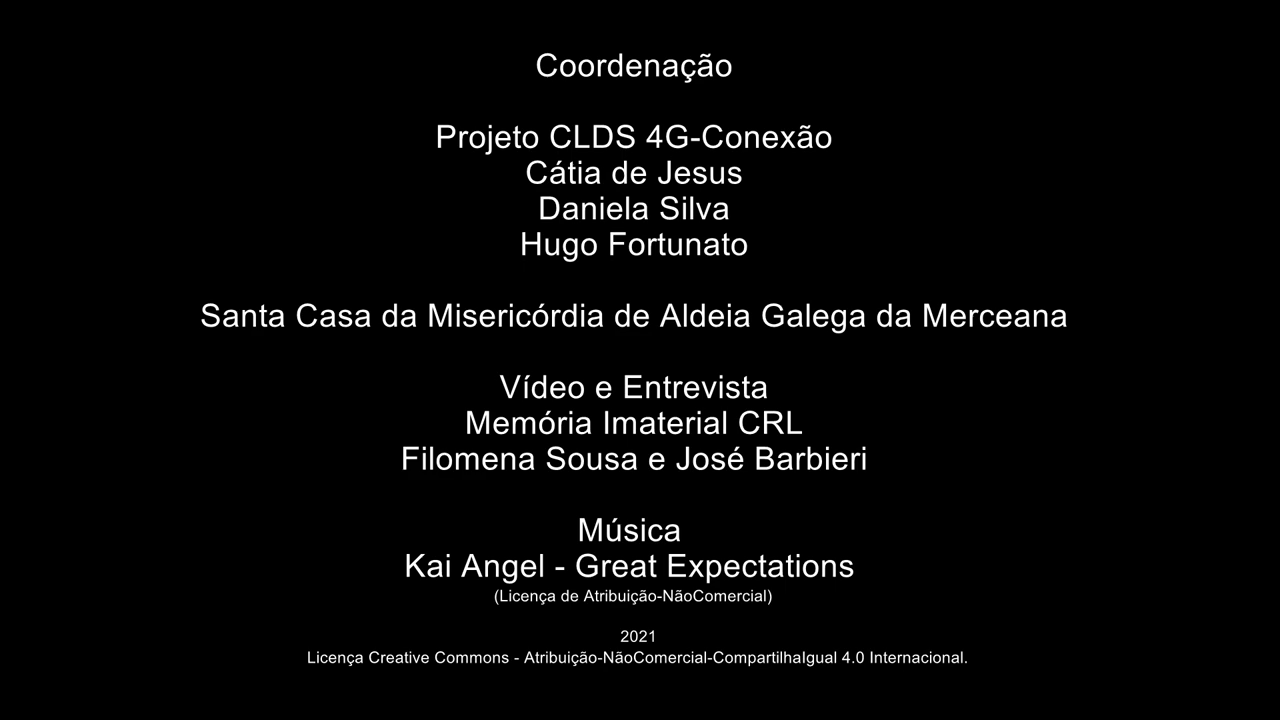 Coordenação
Projeto CLDS 4G-Conexão
Cátia de Jesus
Daniela Silva
Hugo Fortunato
Santa Casa da Misericórdia de Aldeia Galega da Merceana
Vídeo e Entrevista
Memória Imaterial CRL
Filomena Sousa e José Barbieri
Música
Kai Angel - Great Expectations
(Licença de Atribuição-NãoComercial)
2021
Licença Creative Commons - Atribuição-NãoComercial-CompartilhaIgual 4.0 Internacional.